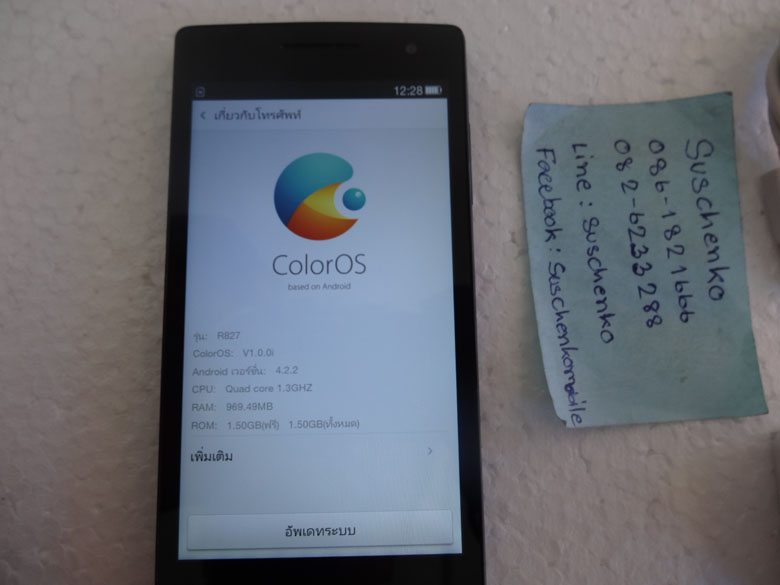 12:28
เกี่ยวกับโทรศัพท์
ColorOS
based on Android
รุ่น: R827
ColorOS: V1.0.0i
Android เวอร์ชั่น: 4.2.2
CPU: Quad core 1.3GHZ
RAM: 969.49MB
ROM: 1.50GB(ฟรี) 1.50GB(ทั้งหมด)
เพิ่มเติม
อัพเดทระบบ
Suschenko
086-1821666
082-6233288
Line: suschenko
Facebook: Suschenkomobile